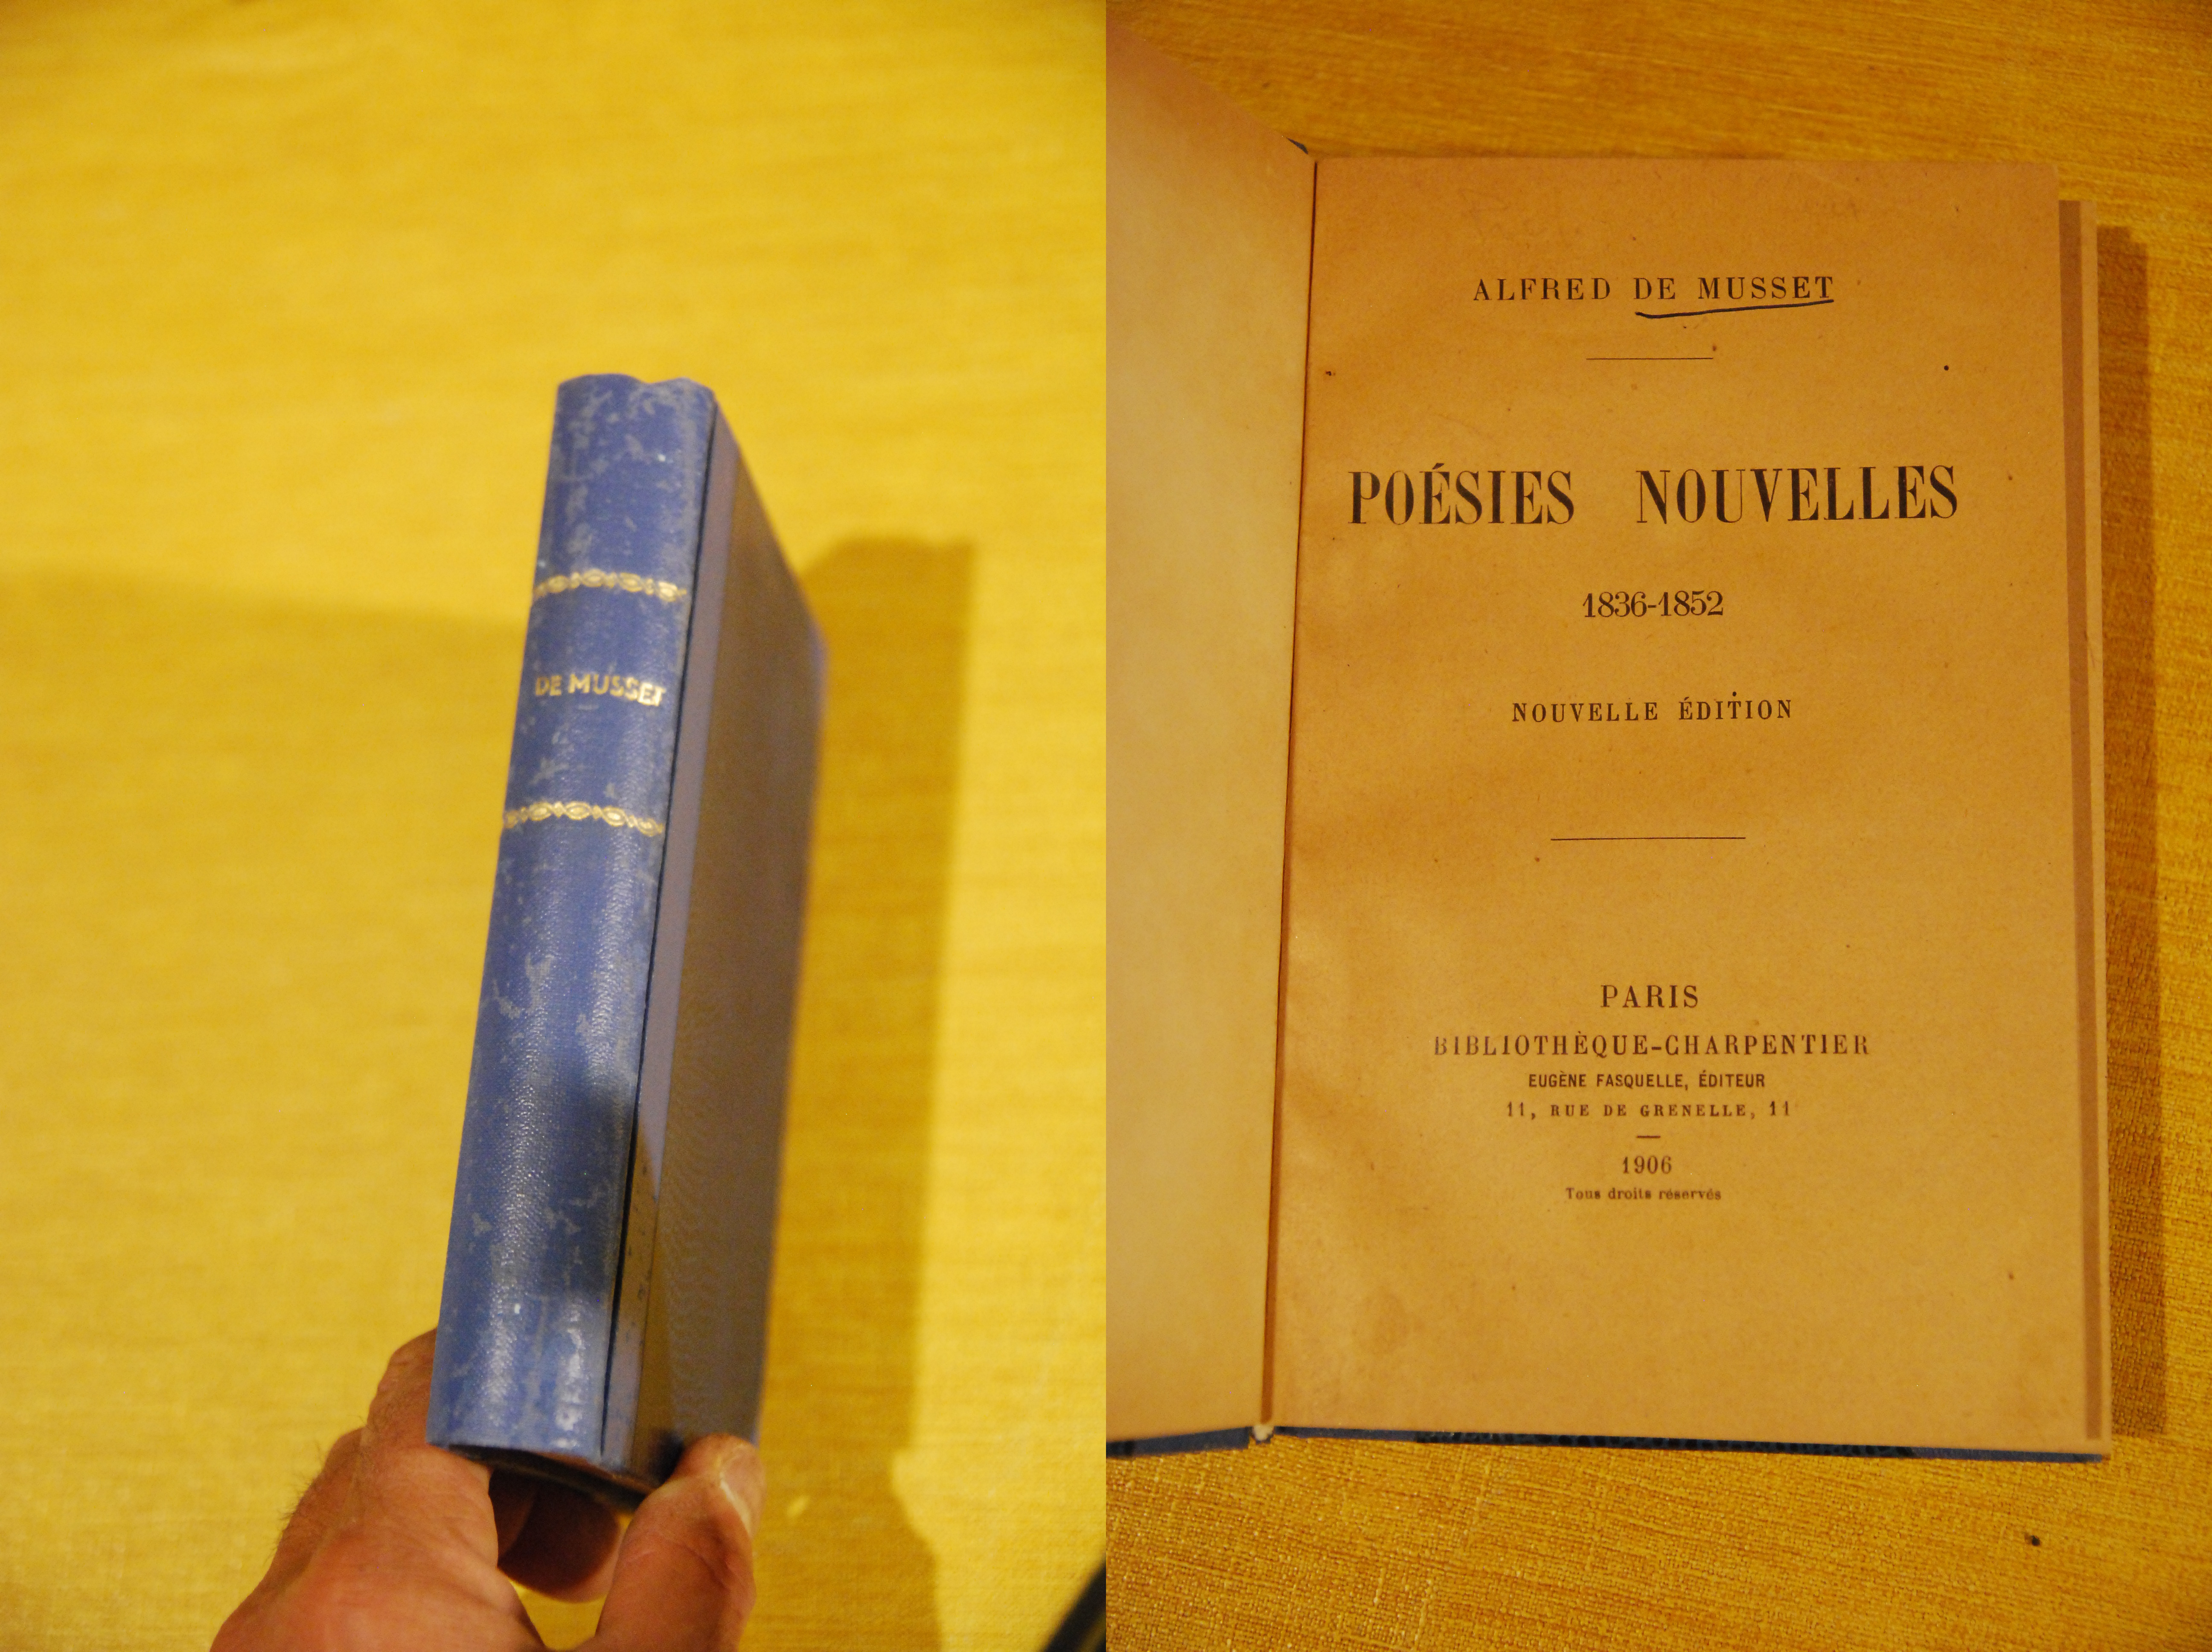 DE MUSSET
ALFRED DE MUSSET
POÉSIES NOUVELLES
1836-1852
NOUVELLE ÉDITION
PARIS
BIBLIOTHÈQUE-CHARPENTIER
EUGÈNE FASQUELLE, ÉDITEUR
11, RUE DE GRENELLE, 11
1906
Tous droits réservés